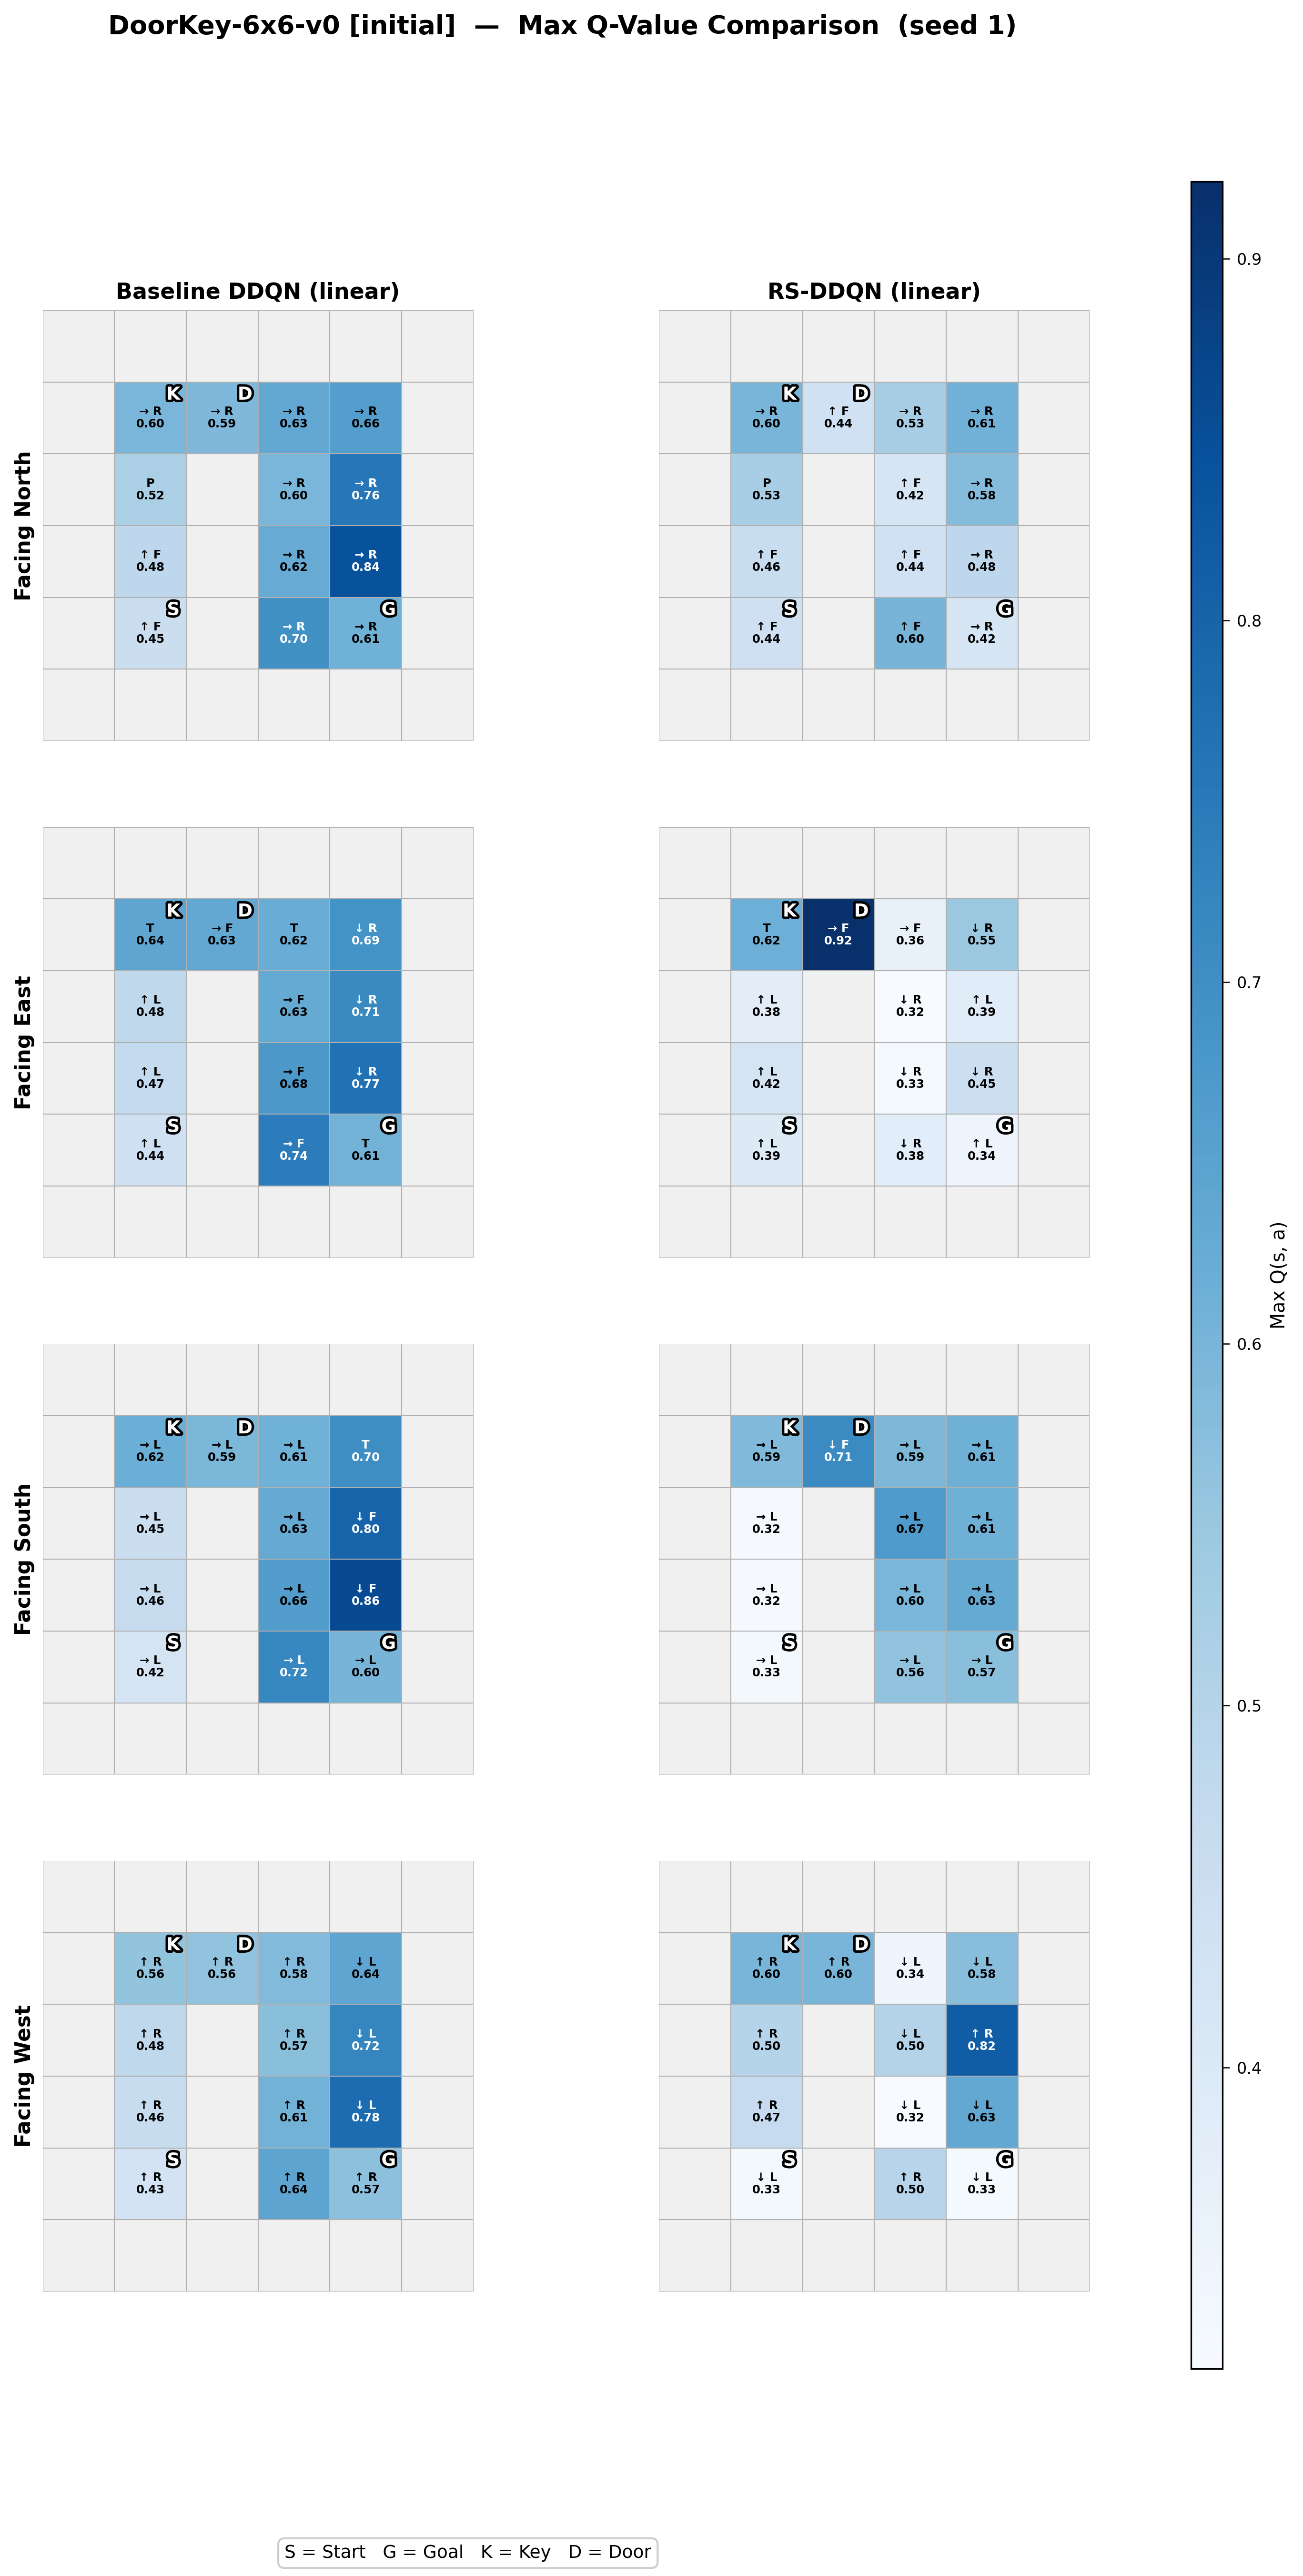 DoorKey-6x6-v0 [initial] — Max Q-Value Comparison (seed 1)
Baseline DDQN (linear)
RS-DDQN (linear)
Facing North
K D
→ R → R → R → R
0.60 0.59 0.63 0.66
P → R → R
0.52 0.60 0.76
↑ F → R → R
0.48 0.62 0.84
S G
↑ F → R → R
0.45 0.70 0.61
K D
→ R ↑ F → R → R
0.60 0.44 0.53 0.61
P ↑ F → R
0.53 0.42 0.58
↑ F ↑ F → R
0.46 0.44 0.48
S G
↑ F ↑ F → R
0.44 0.60 0.42
Facing East
K D
T → F T ↓ R
0.64 0.63 0.62 0.69
↑ L → F ↓ R
0.48 0.63 0.71
↑ L → F ↓ R
0.47 0.68 0.77
S G
↑ L → F T
0.44 0.74 0.61
K D
T → F → F ↓ R
0.62 0.92 0.36 0.55
↑ L ↓ R ↑ L
0.38 0.32 0.39
↑ L ↓ R ↓ R
0.42 0.33 0.45
S G
↑ L ↓ R ↑ L
0.39 0.38 0.34
Facing South
K D
→ L → L → L T
0.62 0.59 0.61 0.70
→ L → L ↓ F
0.45 0.63 0.80
→ L → L ↓ F
0.46 0.66 0.86
S G
→ L → L → L
0.42 0.72 0.60
K D
→ L ↓ F → L → L
0.59 0.71 0.59 0.61
→ L → L → L
0.32 0.67 0.61
→ L → L → L
0.32 0.60 0.63
S G
→ L → L → L
0.33 0.56 0.57
Facing West
K D
↑ R ↑ R ↑ R ↓ L
0.56 0.56 0.58 0.64
↑ R ↑ R ↓ L
0.48 0.57 0.72
↑ R ↑ R ↓ L
0.46 0.61 0.78
S G
↑ R ↑ R ↑ R
0.43 0.64 0.57
K D
↑ R ↑ R ↓ L ↓ L
0.60 0.60 0.34 0.58
↑ R ↓ L ↑ R
0.50 0.50 0.82
↑ R ↓ L ↓ L
0.47 0.32 0.63
S G
↓ L ↑ R ↓ L
0.33 0.50 0.33
0.9
0.8
0.7
0.6
0.5
0.4
Max Q(s, a)
S = Start G = Goal K = Key D = Door